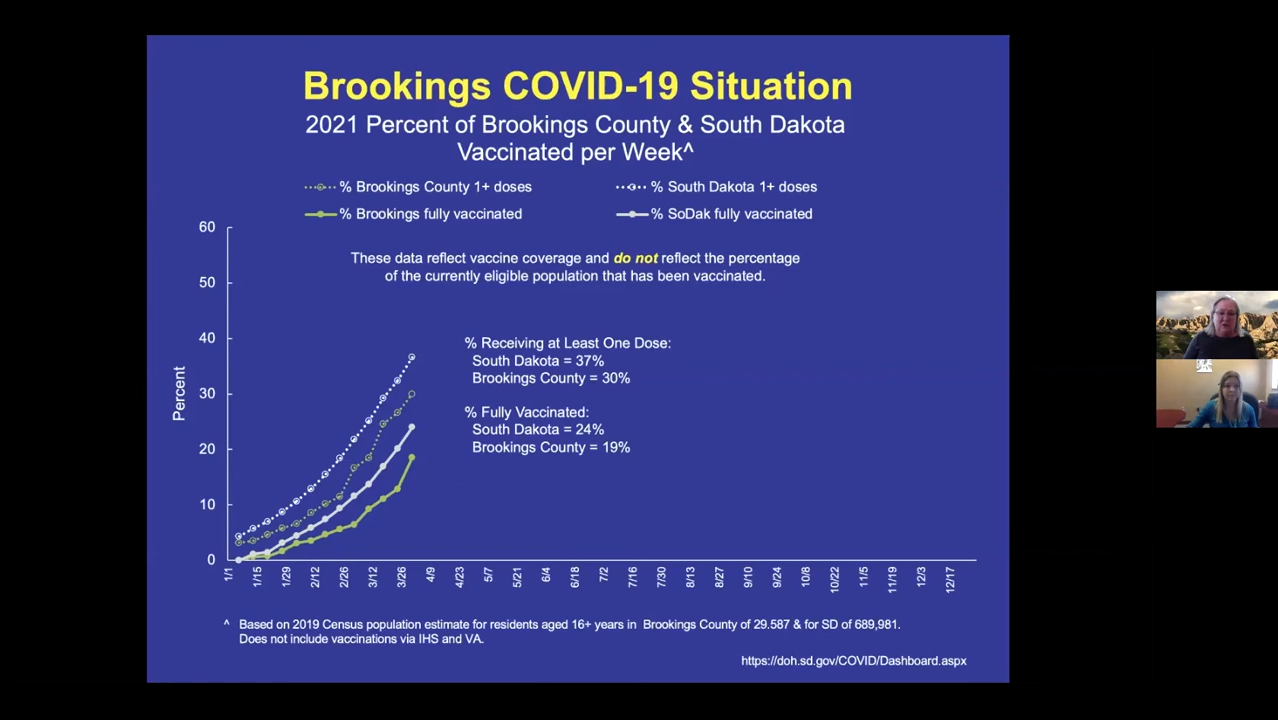 Brookings COVID-19 Situation
2021 Percent of Brookings County & South Dakota
Vaccinated per Week^
% Brookings County 1+ doses
% South Dakota 1+ doses
% Brookings fully vaccinated
% SoDak fully vaccinated
These data reflect vaccine coverage and do not reflect the percentage
of the currently eligible population that has been vaccinated.
60
50
40
30
20
10
0
Percent
% Receiving at Least One Dose:
South Dakota = 37%
Brookings County = 30%
% Fully Vaccinated:
South Dakota = 24%
Brookings County = 19%
1/1
1/15
1/29
2/12
2/26
3/12
3/26
4/9
4/23
5/7
5/21
6/4
6/18
7/2
7/16
7/30
8/13
8/27
9/10
9/24
10/8
10/22
11/5
11/19
12/3
12/17
^ Based on 2019 Census population estimate for residents aged 16+ years in Brookings County of 29.587 & for SD of 689,981.
Does not include vaccinations via IHS and VA.
https://doh.sd.gov/COVID/Dashboard.aspx